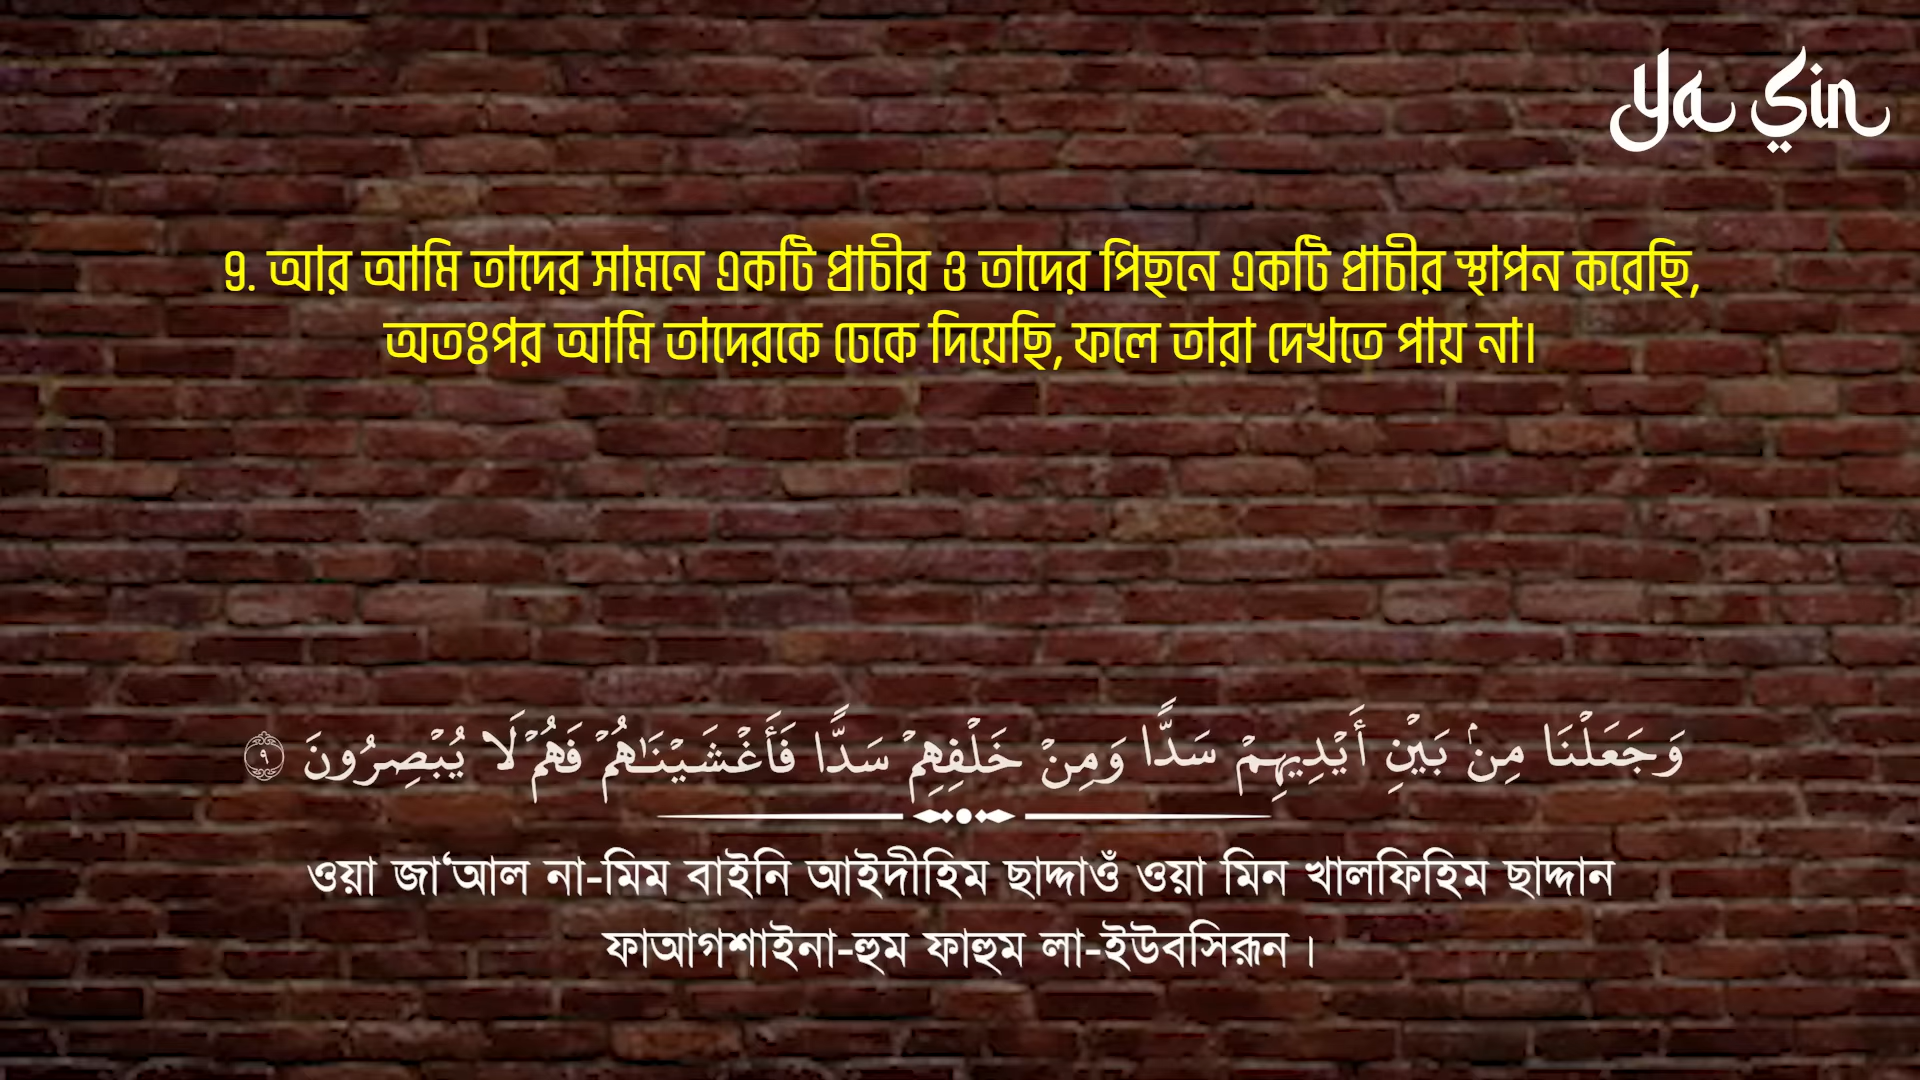 Ya Sin
9. আর আমি তাদের সামনে একটি প্রাচীর ও তাদের পিছনে একটি প্রাচীর স্থাপন করেছি,
অতঃপর আমি তাদেরকে ঢেকে দিয়েছি, ফলে তারা দেখতে পায় না।
وَجَعَلْنَا مِنۢ بَيْنِ أَيْدِيهِمْ سَدًّا وَمِنْ خَلْفِهِمْ سَدًّا فَأَغْشَيْنَـٰهُمْ فَهُمْ لَا يُبْصِرُونَ ٩
ওয়া জা‘আল না-মিম বাইনি আইদীহিম ছাদ্দাওঁ ওয়া মিন খালফিহিম ছাদ্দান
ফাআগশাইনা-হুম ফাহুম লা-ইউবসিরূন।